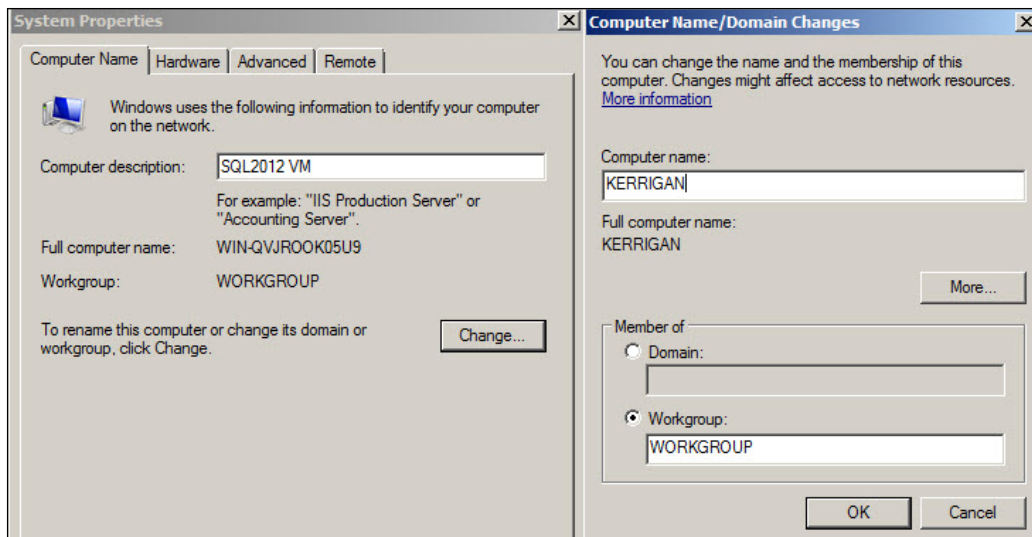 System Properties
Computer Name
Hardware
Advanced
Remote
Windows uses the following information to identify your computer
on the network.
Computer description:
SQL2012 VM
For example: "IIS Production Server" or
"Accounting Server".
Full computer name:
WIN-QVJROOK05U9
Workgroup:
WORKGROUP
To rename this computer or change its domain or
workgroup, click Change.
Change...
Computer Name/Domain Changes
You can change the name and the membership of this
computer. Changes might affect access to network resources.
More information
Computer name:
KERRIGAN
Full computer name:
KERRIGAN
More...
Member of
Domain:
Workgroup:
WORKGROUP
OK
Cancel